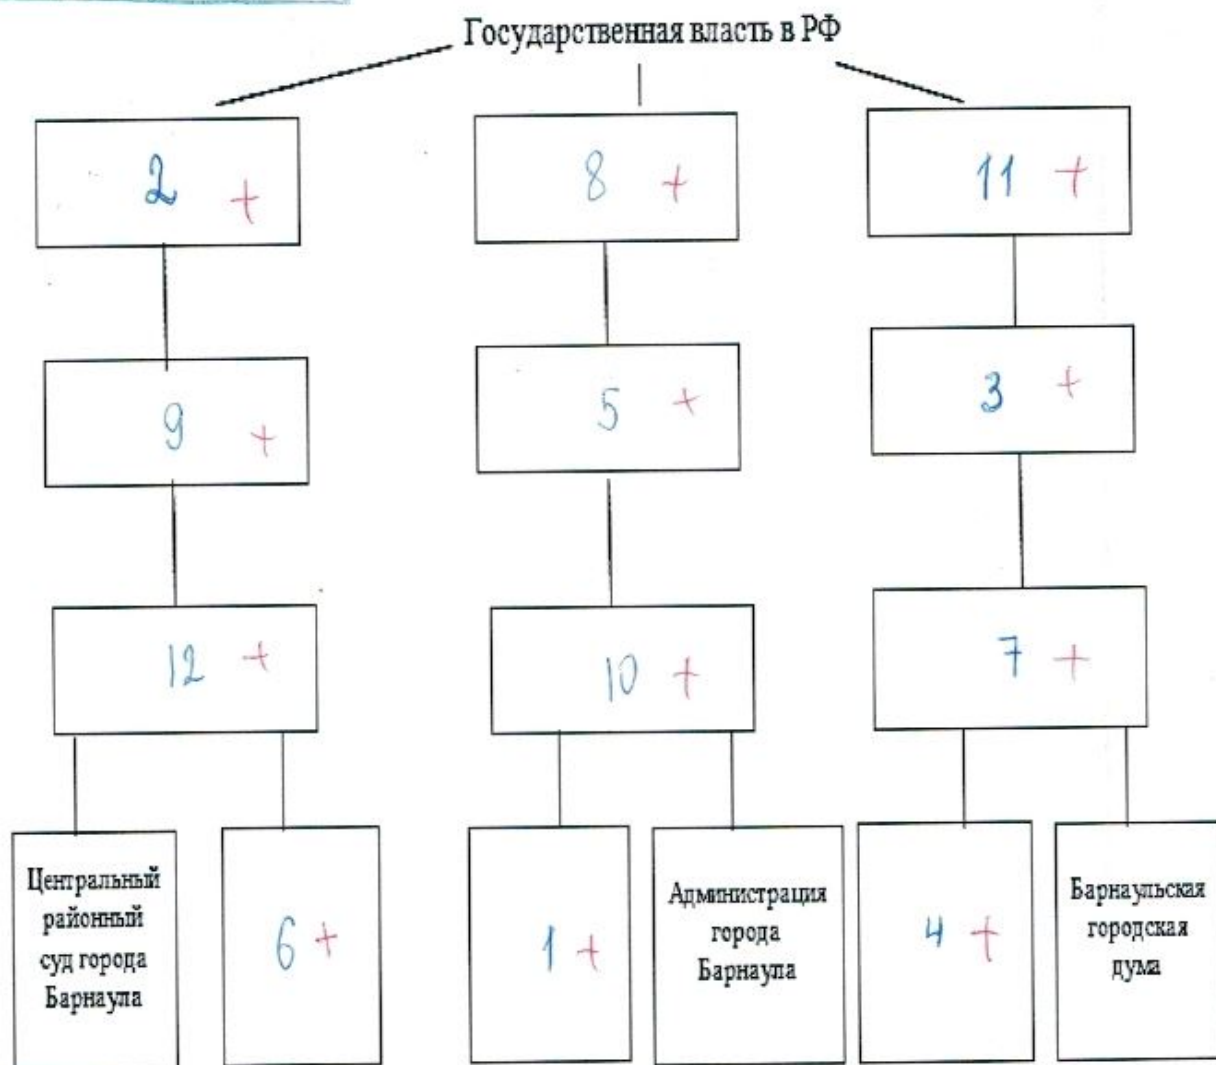 Государственная власть в РФ
2 +
8 +
11 +
9 +
5 +
3 +
12 +
10 +
7 +
Центральный
районный
суд города
Барнаула
6 +
1 +
Администрация
города
Барнаула
4 +
Барнаульская
городская
дума